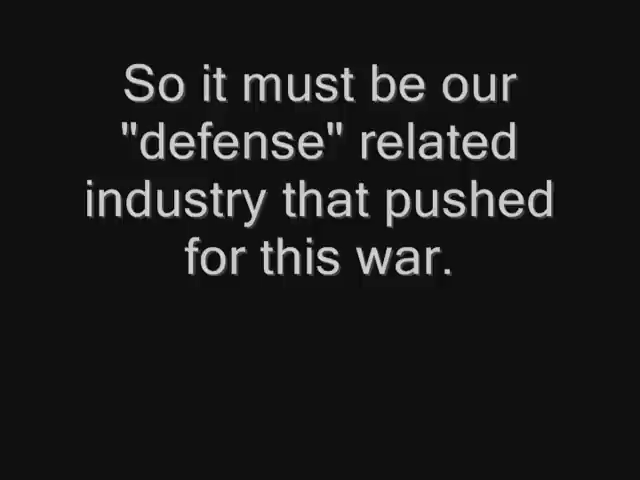 So it must be our
"defense" related
industry that pushed
for this war.